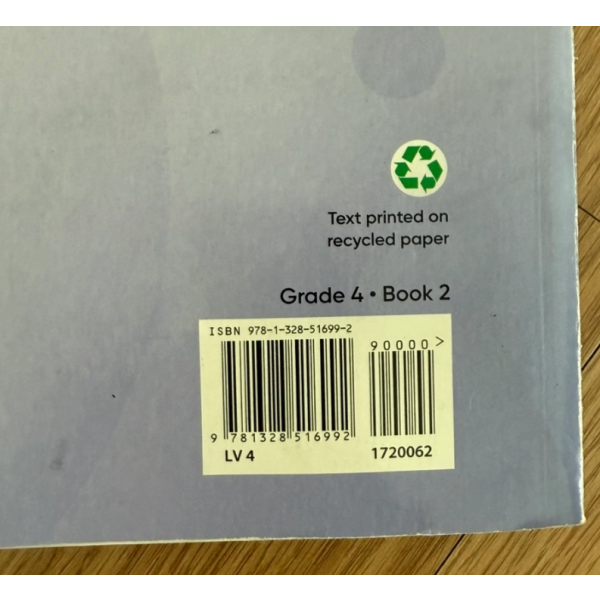 Text printed on
recycled paper
Grade 4 • Book 2
ISBN 978-1-328-51699-2
90000>
9 781328 516992
LV 4 1720062